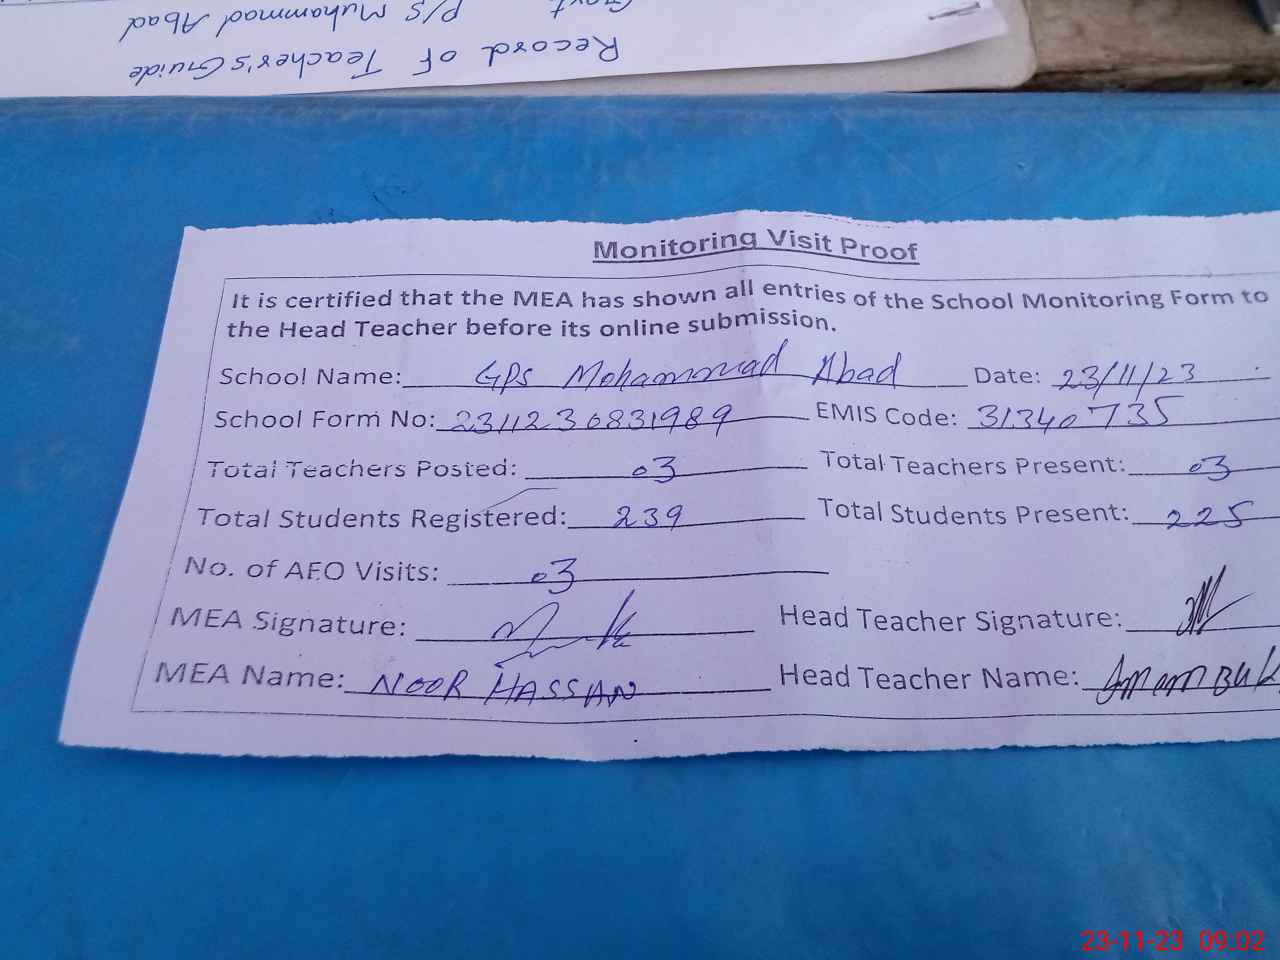 Record of Teacher's Guide
Govt P/S Muhammad Abad
Monitoring Visit Proof
It is certified that the MEA has shown all entries of the School Monitoring Form to
the Head Teacher before its online submission.
School Name: GPS Mohammad Abad Date: 23/11/23
School Form No: 2311236831989 EMIS Code: 31340735
Total Teachers Posted: 03 Total Teachers Present: 03
Total Students Registered: 239 Total Students Present: 225
No. of AEO Visits: 03
MEA Signature: Head Teacher Signature:
MEA Name: NOOR HASSAN Head Teacher Name:
23-11-23 09:02